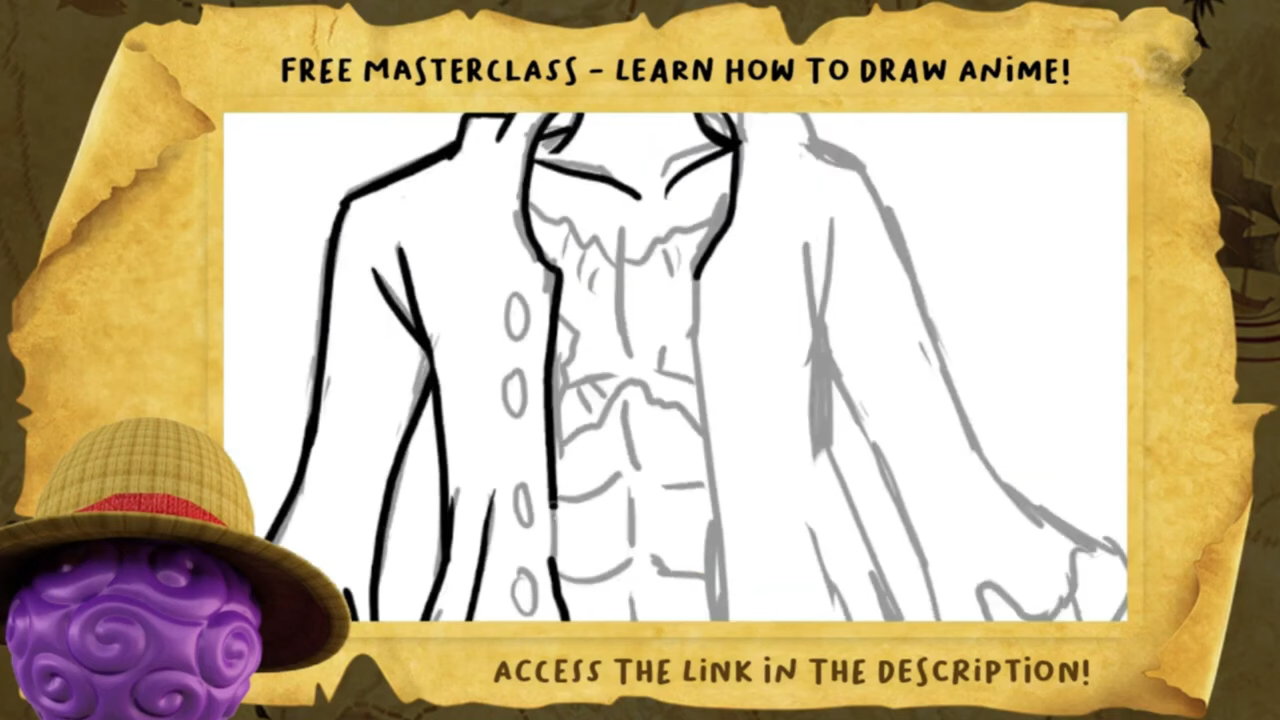 FREE MASTERCLASS - LEARN HOW TO DRAW ANIME!
ACCESS THE LINK IN THE DESCRIPTION!